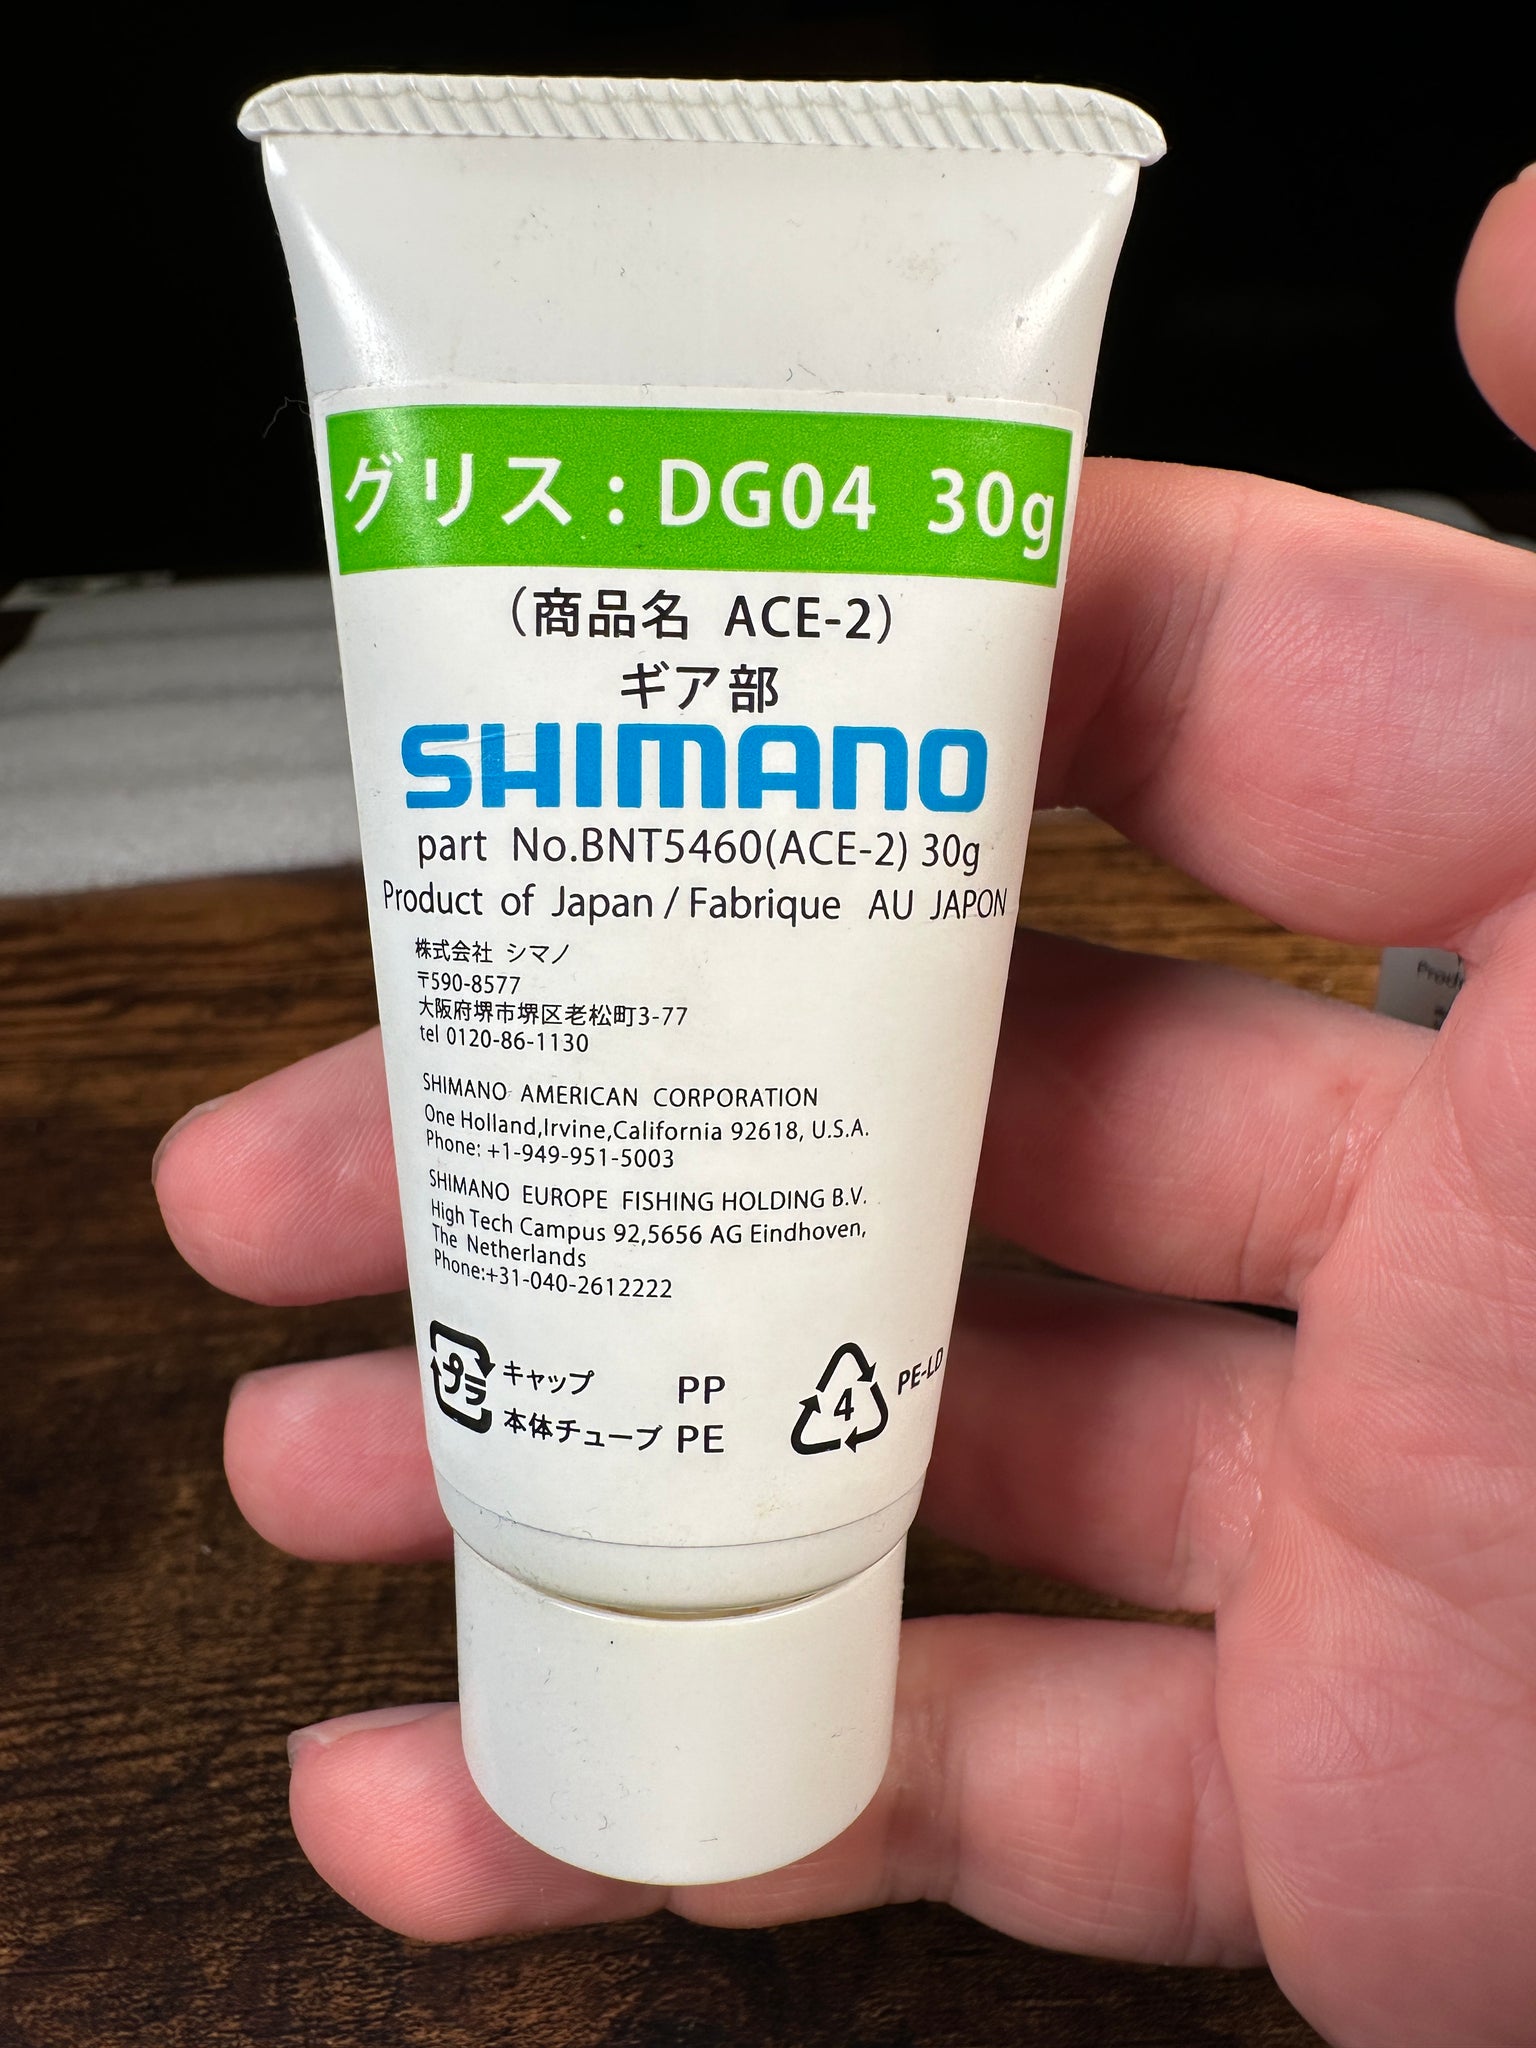 グリス：DG04 30g
（商品名 ACE-2）
ギア部
SHIMANO
part No.BNT5460(ACE-2) 30g
Product of Japan / Fabrique AU JAPON
株式会社 シマノ
〒590-8577
大阪府堺市堺区老松町3-77
tel 0120-86-1130
SHIMANO AMERICAN CORPORATION
One Holland,Irvine,California 92618, U.S.A.
Phone: +1-949-951-5003
SHIMANO EUROPE FISHING HOLDING B.V.
High Tech Campus 92,5656 AG Eindhoven,
The Netherlands
Phone:+31-040-2612222
プラ キャップ PP
本体チューブ PE
4 PE-LD